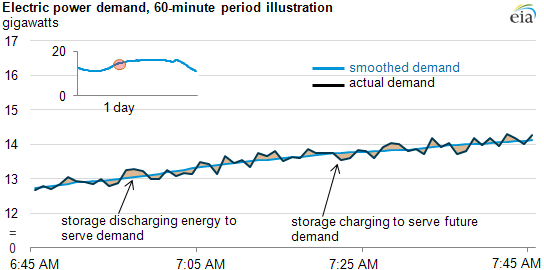 Electric power demand, 60-minute period illustration
gigawatts
eia
17
20
0
1 day
smoothed demand
actual demand
16
15
14
13
12
=
0
storage discharging energy to
serve demand
storage charging to serve future
demand
6:45 AM
7:05 AM
7:25 AM
7:45 AM